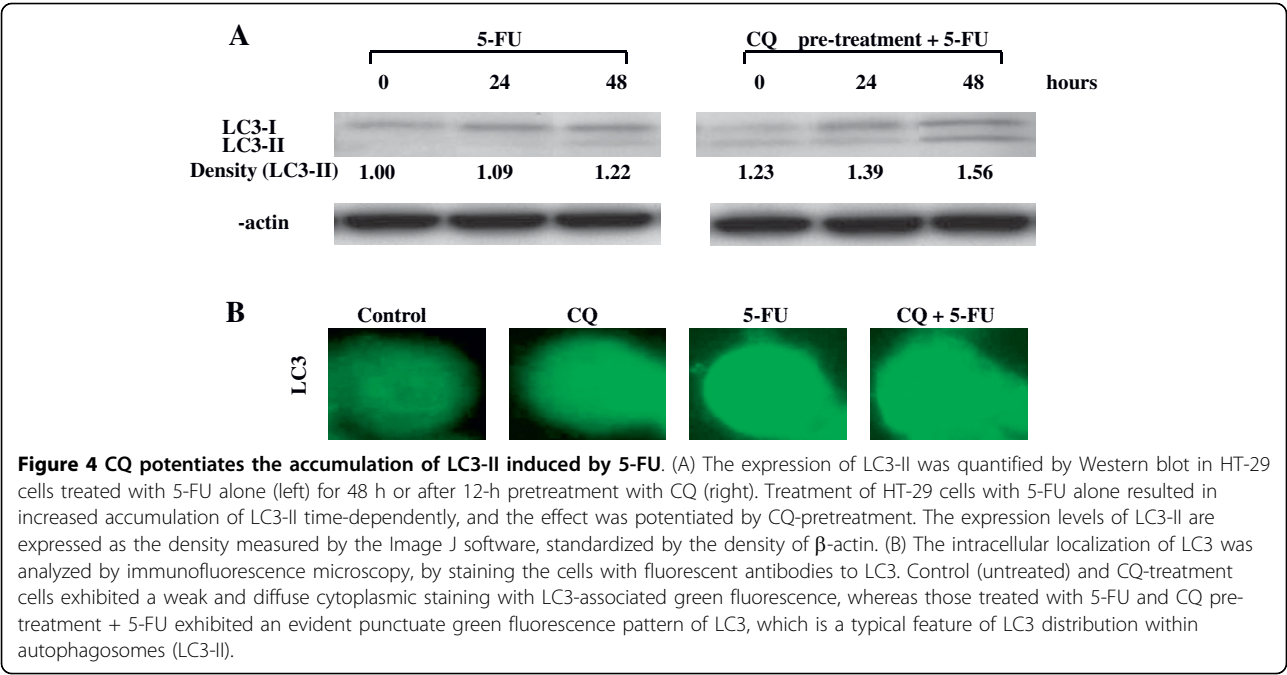 A
5-FU
CQ pre-treatment + 5-FU
0 24 48 0 24 48 hours
LC3-I
LC3-II
Density (LC3-II) 1.00 1.09 1.22 1.23 1.39 1.56
-actin
B
Control CQ 5-FU CQ + 5-FU
LC3
Figure 4 CQ potentiates the accumulation of LC3-II induced by 5-FU. (A) The expression of LC3-II was quantified by Western blot in HT-29
cells treated with 5-FU alone (left) for 48 h or after 12-h pretreatment with CQ (right). Treatment of HT-29 cells with 5-FU alone resulted in
increased accumulation of LC3-II time-dependently, and the effect was potentiated by CQ-pretreatment. The expression levels of LC3-II are
expressed as the density measured by the Image J software, standardized by the density of β-actin. (B) The intracellular localization of LC3 was
analyzed by immunofluorescence microscopy, by staining the cells with fluorescent antibodies to LC3. Control (untreated) and CQ-treatment
cells exhibited a weak and diffuse cytoplasmic staining with LC3-associated green fluorescence, whereas those treated with 5-FU and CQ pre-
treatment + 5-FU exhibited an evident punctuate green fluorescence pattern of LC3, which is a typical feature of LC3 distribution within
autophagosomes (LC3-II).